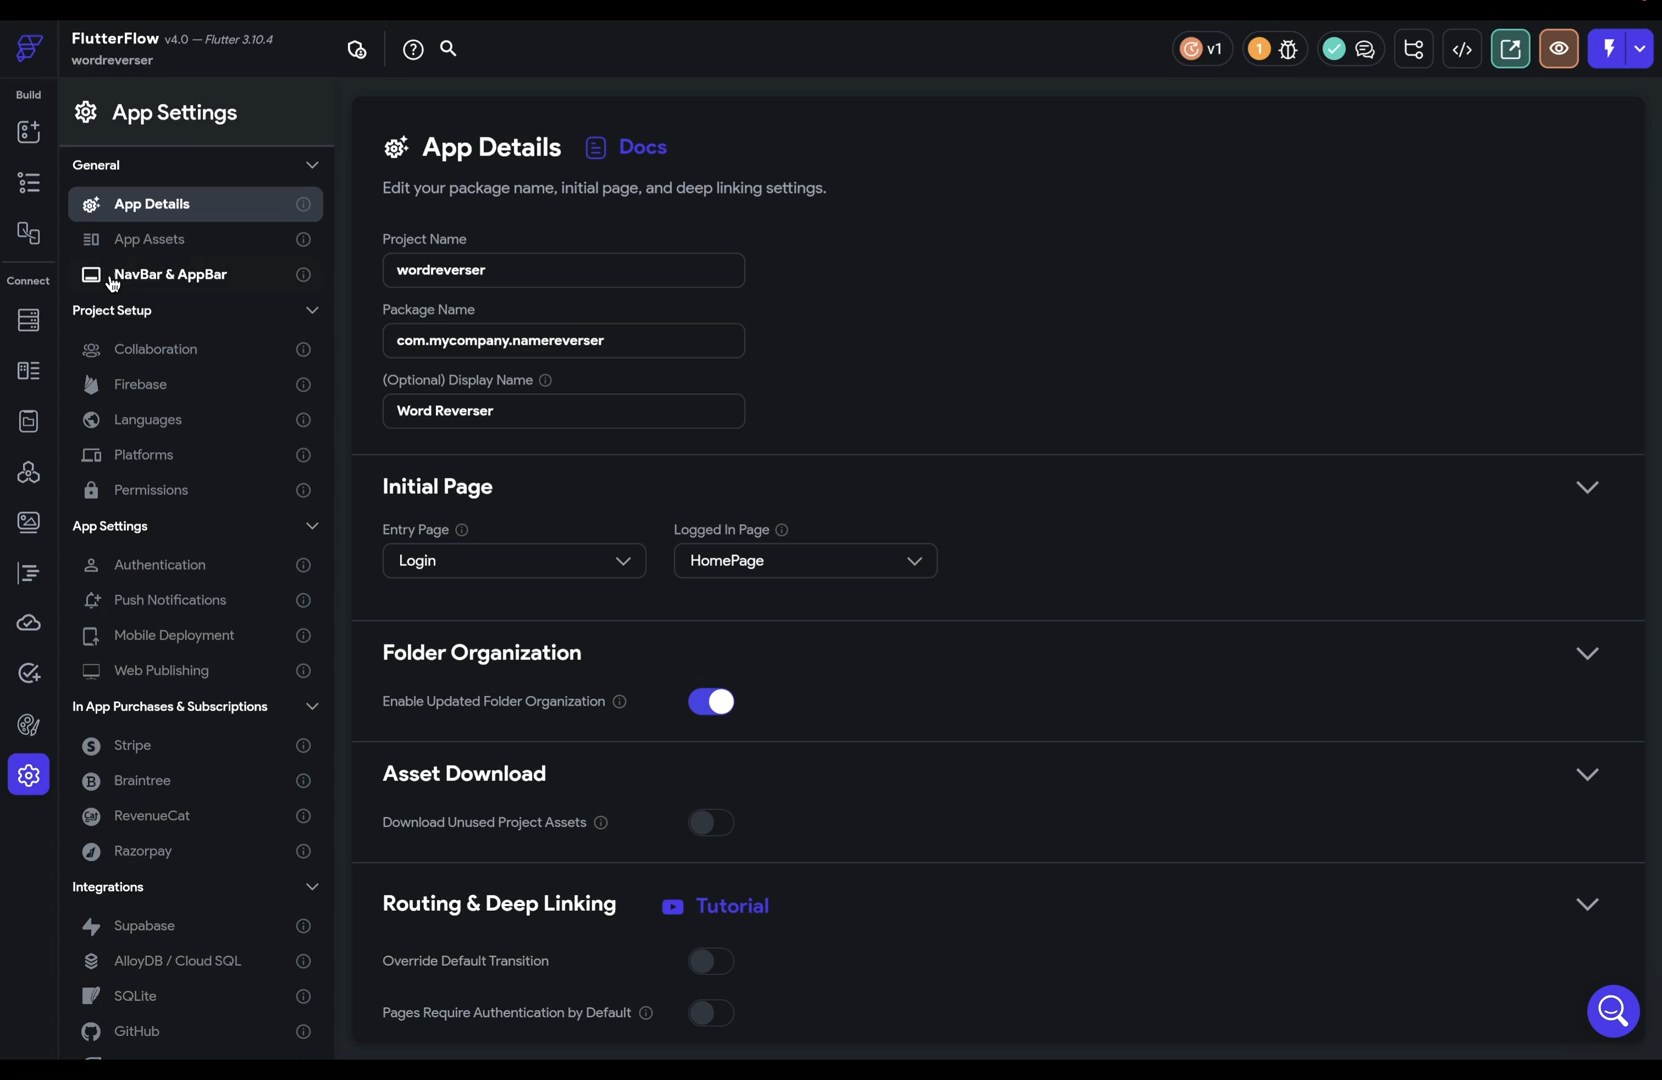 FlutterFlow v4.0 — Flutter 3.10.4
wordreverser
v1
1
Build
App Settings
General
App Details
App Assets
NavBar & AppBar
Connect
Project Setup
Collaboration
Firebase
Languages
Platforms
Permissions
App Settings
Authentication
Push Notifications
Mobile Deployment
Web Publishing
In App Purchases & Subscriptions
Stripe
Braintree
RevenueCat
Razorpay
Integrations
Supabase
AlloyDB / Cloud SQL
SQLite
GitHub
App Details
Docs
Edit your package name, initial page, and deep linking settings.
Project Name
wordreverser
Package Name
com.mycompany.namereverser
(Optional) Display Name
Word Reverser
Initial Page
Entry Page
Logged In Page
Login
HomePage
Folder Organization
Enable Updated Folder Organization
Asset Download
Download Unused Project Assets
Routing & Deep Linking
Tutorial
Override Default Transition
Pages Require Authentication by Default